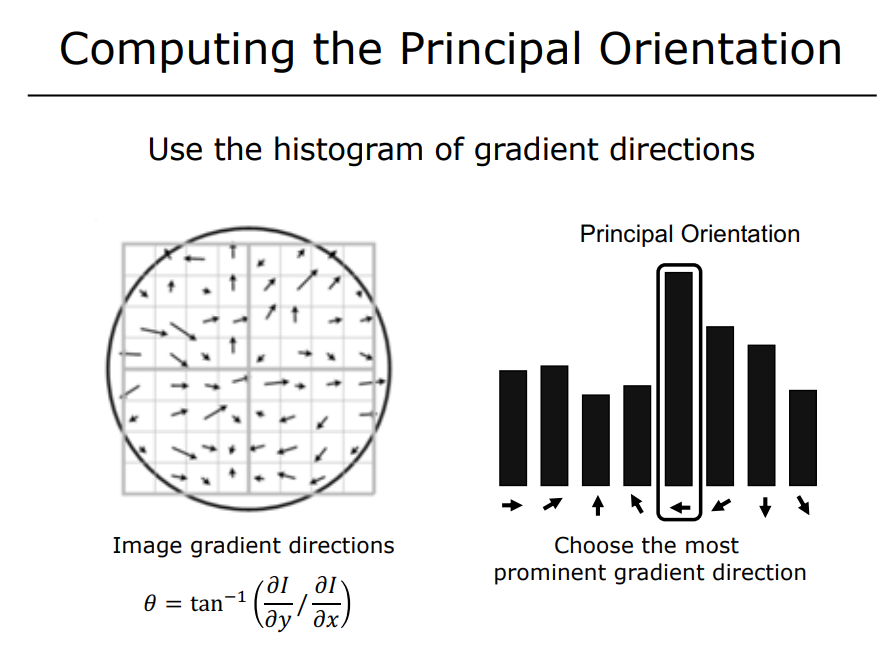 Computing the Principal Orientation
Use the histogram of gradient directions
Principal Orientation
Image gradient directions
θ = tan⁻¹(∂I/∂y / ∂I/∂x)
Choose the most
prominent gradient direction